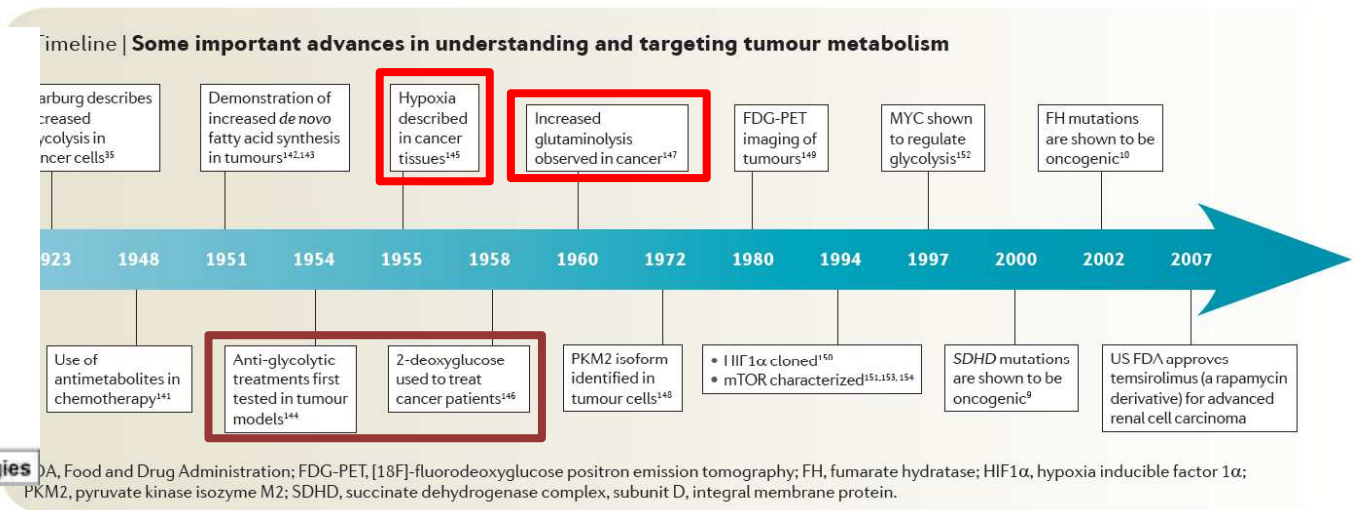 Timeline | Some important advances in understanding and targeting tumour metabolism
arburg describes
creased
ycolysis in
ncer cells³⁵
Demonstration of
increased de novo
fatty acid synthesis
in tumours¹⁴²,¹⁴³
Hypoxia
described
in cancer
tissues¹⁴⁵
Increased
glutaminolysis
observed in cancer¹⁴⁷
FDG-PET
imaging of
tumours¹⁴⁹
MYC shown
to regulate
glycolysis¹⁵²
FH mutations
are shown to be
oncogenic¹⁰
923 1948 1951 1954 1955 1958 1960 1972 1980 1994 1997 2000 2002 2007
Use of
antimetabolites in
chemotherapy¹⁴¹
Anti-glycolytic
treatments first
tested in tumour
models¹⁴⁴
2-deoxyglucose
used to treat
cancer patients¹⁴⁶
PKM2 isoform
identified in
tumour cells¹⁴⁸
• HIF1α cloned¹⁵⁰
• mTOR characterized¹⁵¹,¹⁵³,¹⁵⁴
SDHD mutations
are shown to be
oncogenic⁹
US FDA approves
temsirolimus (a rapamycin
derivative) for advanced
renal cell carcinoma
gies
DA, Food and Drug Administration; FDG-PET, [18F]-fluorodeoxyglucose positron emission tomography; FH, fumarate hydratase; HIF1α, hypoxia inducible factor 1α;
PKM2, pyruvate kinase isozyme M2; SDHD, succinate dehydrogenase complex, subunit D, integral membrane protein.